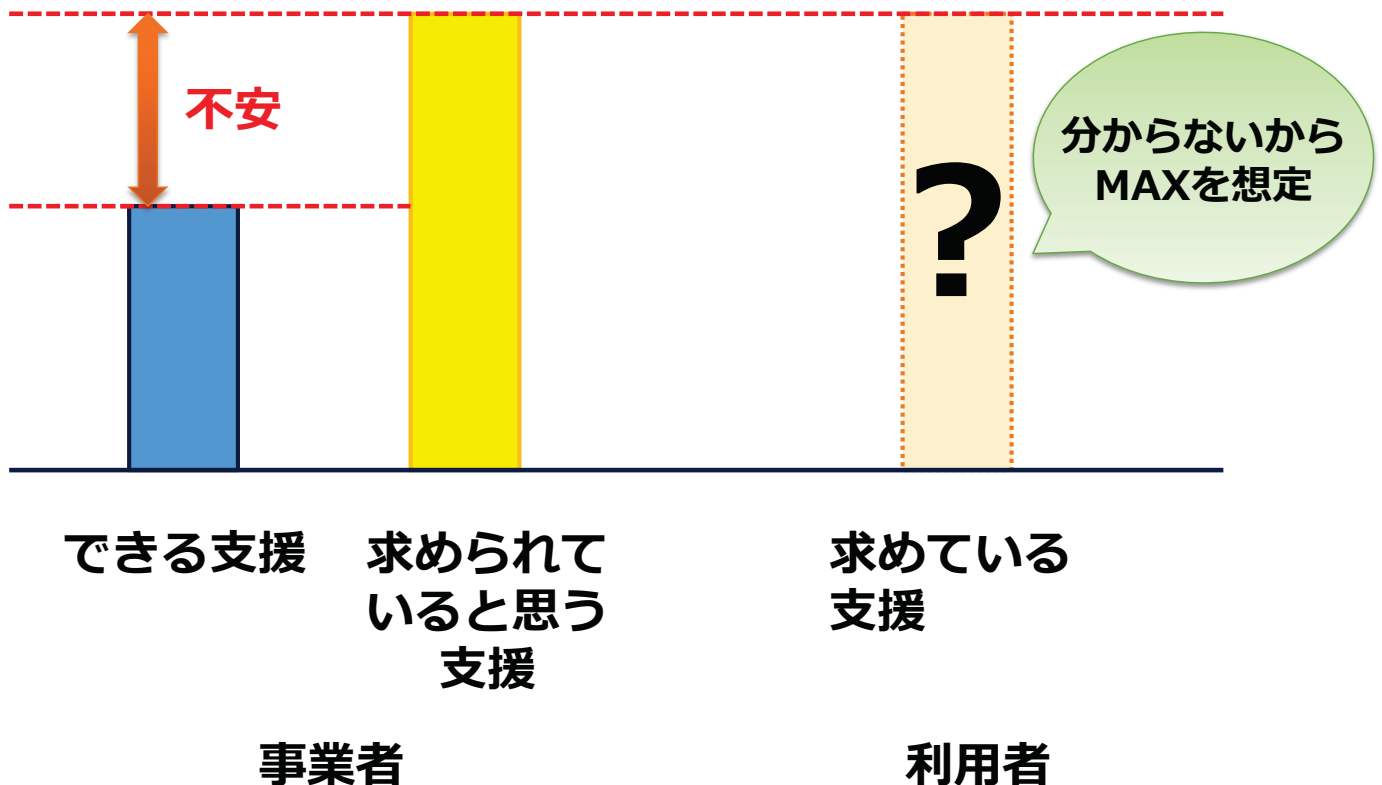 不安
分からないから
MAXを想定
?
できる支援
求められて
いると思う
支援
求めている
支援
事業者
利用者